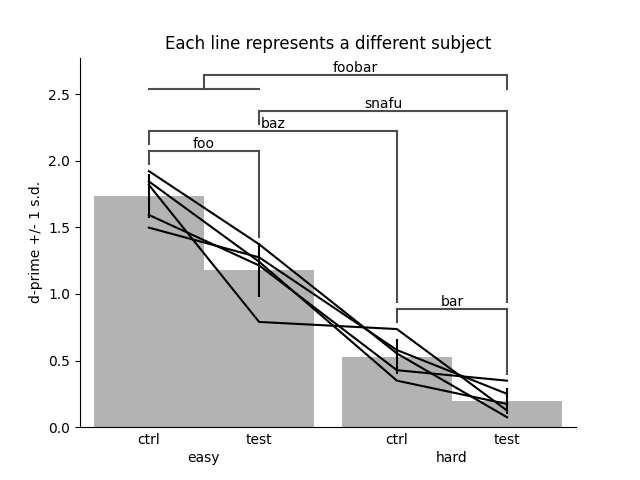 Each line represents a different subject
foobar
2.5
snafu
baz
foo
2.0
1.5
d-prime +/- 1 s.d.
1.0
bar
0.5
0.0
ctrl test ctrl test
easy hard